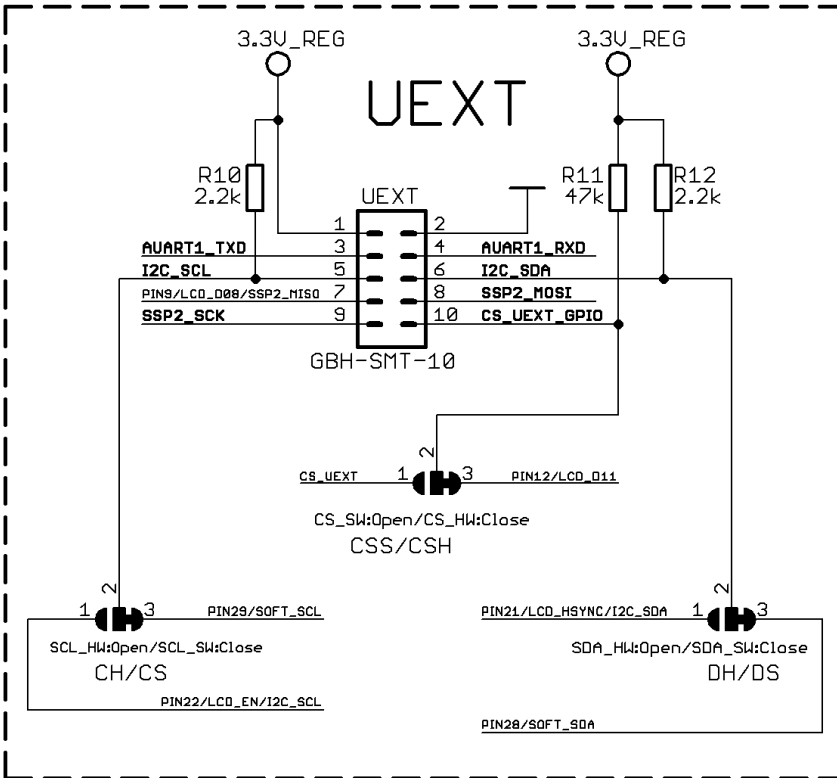 3.3V_REG
3.3V_REG
UEXT
R10
2.2k
R11
47k
R12
2.2k
UEXT
1
2
AUART1_TXD 3
4 AUART1_RXD
I2C_SCL 5
6 I2C_SDA
PIN9/LCD_D08/SSP2_MISO 7
8 SSP2_MOSI
SSP2_SCK 9
10 CS_UEXT_GPIO
GBH-SMT-10
2
CS_UEXT 1
3 PIN12/LCD_D11
CS_SW:Open/CS_HW:Close
CSS/CSH
2
1
3 PIN29/SOFT_SCL
SCL_HW:Open/SCL_SW:Close
CH/CS
PIN22/LCD_EN/I2C_SCL
2
PIN21/LCD_HSYNC/I2C_SDA 1
3
SDA_HW:Open/SDA_SW:Close
DH/DS
PIN28/SOFT_SDA